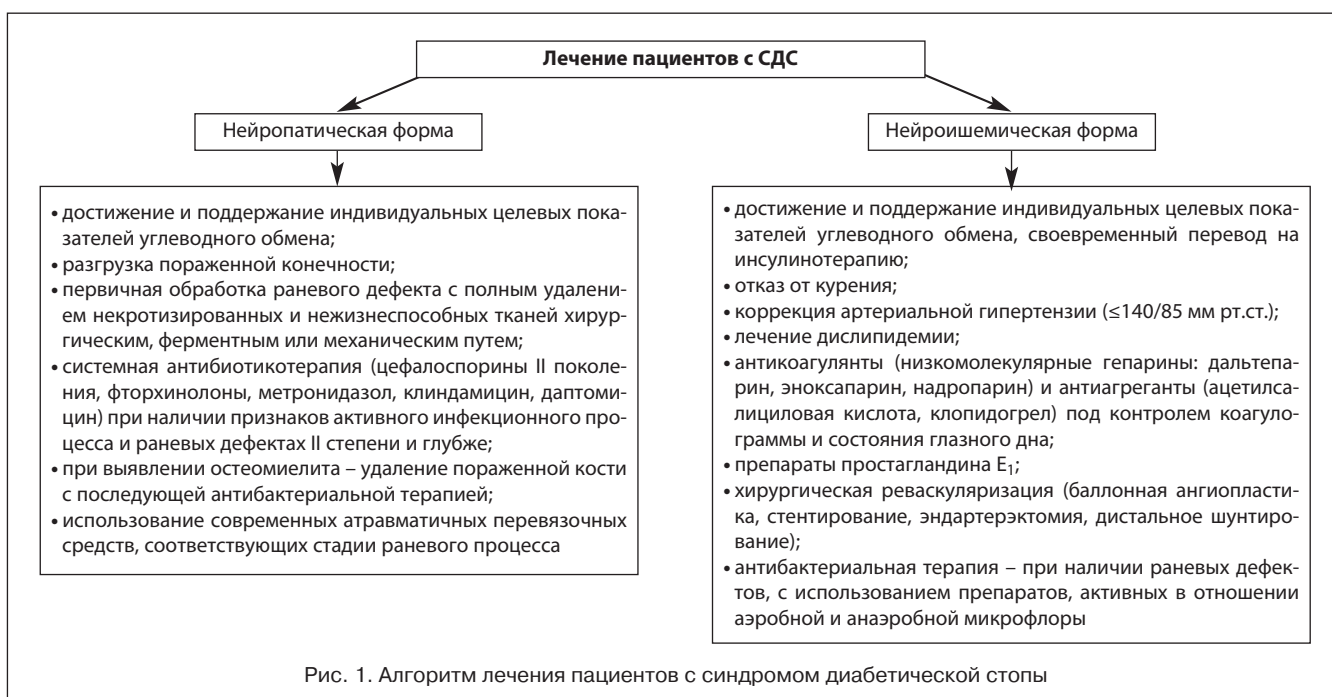 Лечение пациентов с СДС
Нейропатическая форма
• достижение и поддержание индивидуальных целевых пока-
зателей углеводного обмена;
• разгрузка пораженной конечности;
• первичная обработка раневого дефекта с полным удалени-
ем некротизированных и нежизнеспособных тканей хирур-
гическим, ферментным или механическим путем;
• системная антибиотикотерапия (цефалоспорины II поколе-
ния, фторхинолоны, метронидазол, клиндамицин, даптоми-
цин) при наличии признаков активного инфекционного про-
цесса и раневых дефектах II степени и глубже;
• при выявлении остеомиелита – удаление пораженной кости
с последующей антибактериальной терапией;
• использование современных атравматичных перевязочных
средств, соответствующих стадии раневого процесса
Нейроишемическая форма
• достижение и поддержание индивидуальных целевых пока-
зателей углеводного обмена, своевременный перевод на
инсулинотерапию;
• отказ от курения;
• коррекция артериальной гипертензии (≤140/85 мм рт.ст.);
• лечение дислипидемии;
• антикоагулянты (низкомолекулярные гепарины: дальтепа-
рин, эноксапарин, надропарин) и антиагреганты (ацетилса-
лициловая кислота, клопидогрел) под контролем коагуло-
граммы и состояния глазного дна;
• препараты простагландина Е₁;
• хирургическая реваскуляризация (баллонная ангиопласти-
ка, стентирование, эндартерэктомия, дистальное шунтиро-
вание);
• антибактериальная терапия – при наличии раневых дефек-
тов, с использованием препаратов, активных в отношении
аэробной и анаэробной микрофлоры
Рис. 1. Алгоритм лечения пациентов с синдромом диабетической стопы